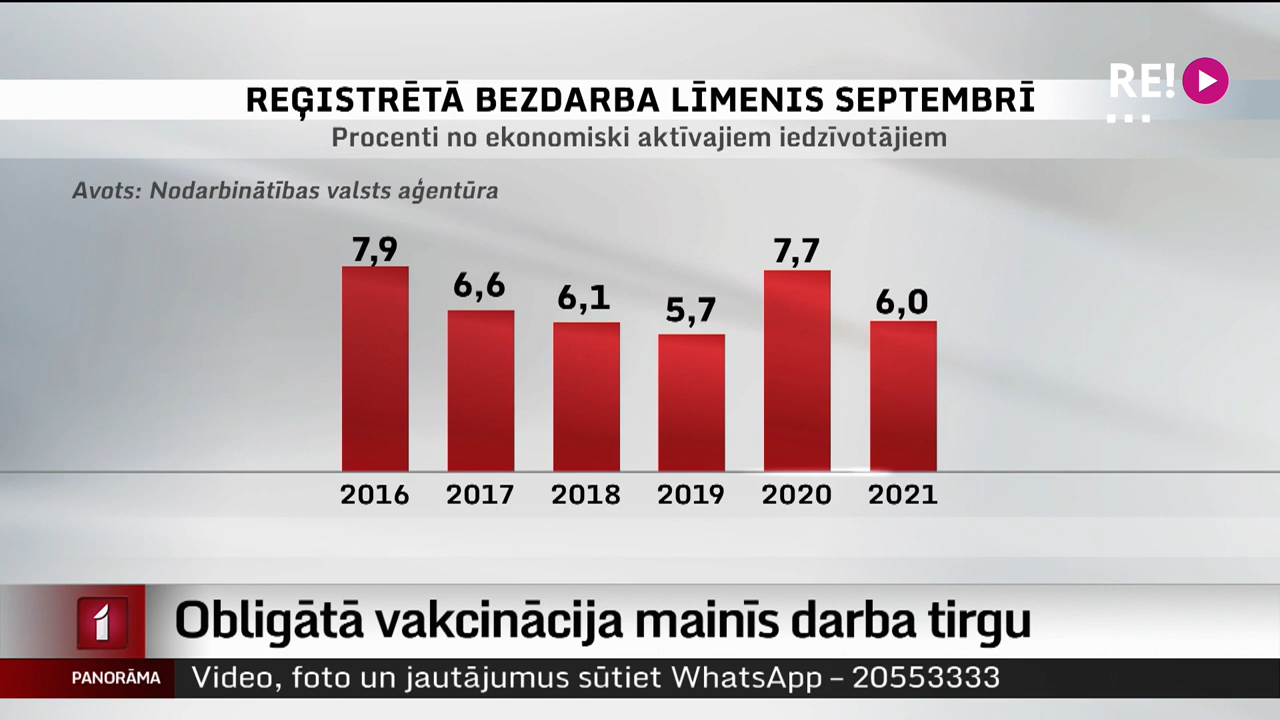 REĢISTRĒTĀ BEZDARBA LĪMENIS SEPTEMBRĪ
RE!
Procenti no ekonomiski aktīvajiem iedzīvotājiem
Avots: Nodarbinātības valsts aģentūra
7,9 6,6 6,1 5,7 7,7 6,0
2016 2017 2018 2019 2020 2021
1
Obligātā vakcinācija mainīs darba tirgu
PANORĀMA
Video, foto un jautājumus sūtiet WhatsApp – 20553333